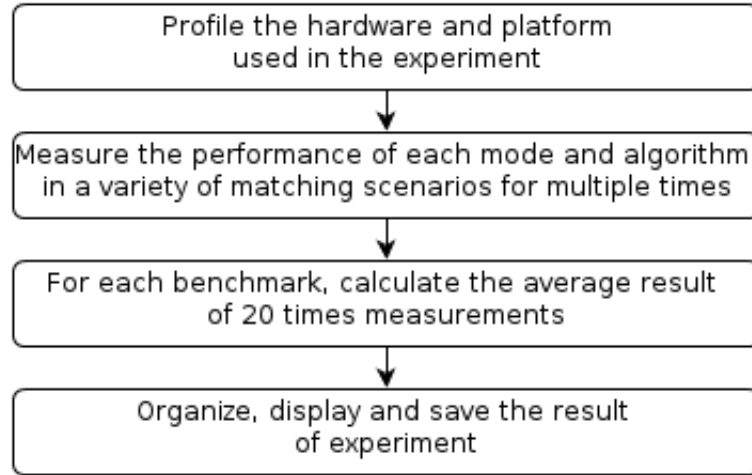 Profile the hardware and platform
used in the experiment
Measure the performance of each mode and algorithm
in a variety of matching scenarios for multiple times
For each benchmark, calculate the average result
of 20 times measurements
Organize, display and save the result
of experiment